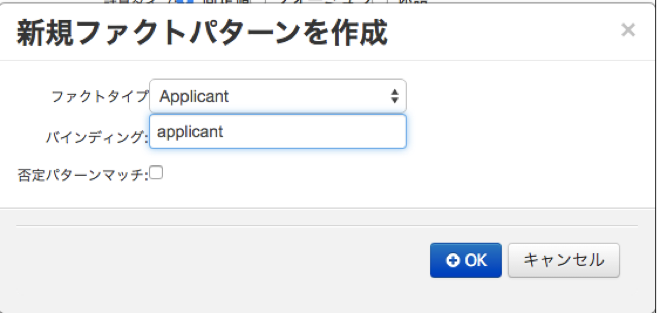 新規ファクトパターンを作成 ×
ファクトタイプ Applicant
バインディング: applicant
否定パターンマッチ:
OK キャンセル